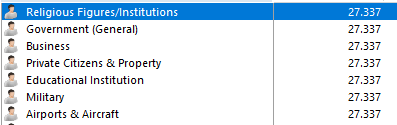 Religious Figures/Institutions 27.337
Government (General) 27.337
Business 27.337
Private Citizens & Property 27.337
Educational Institution 27.337
Military 27.337
Airports & Aircraft 27.337